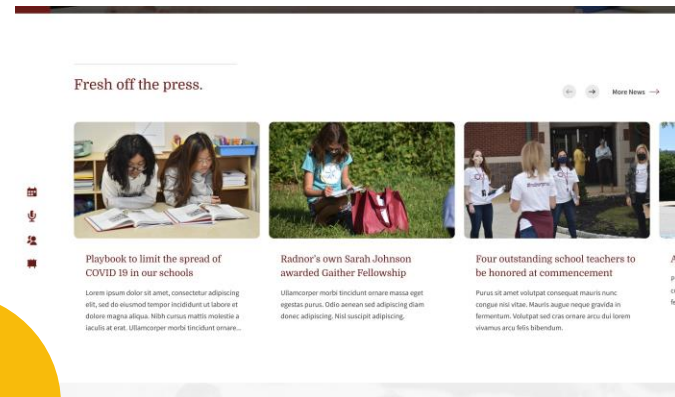 Fresh off the press.
More News
Playbook to limit the spread of
COVID 19 in our schools
Lorem ipsum dolor sit amet, consectetur adipiscing
elit, sed do eiusmod tempor incididunt ut labore et
dolore magna aliqua. Nibh cursus mattis molestie a
iaculis at erat. Ullamcorper morbi tincidunt ornare...
Radnor's own Sarah Johnson
awarded Gaither Fellowship
Ullamcorper morbi tincidunt ornare massa eget
egestas purus. Odio aenean sed adipiscing diam
donec adipiscing. Nisl suscipit adipiscing.
Four outstanding school teachers to
be honored at commencement
Purus sit amet volutpat consequat mauris nunc
congue nisi vitae. Mauris augue neque gravida in
fermentum. Volutpat sed cras ornare arcu dui lorem
vivamus arcu felis bibendum.